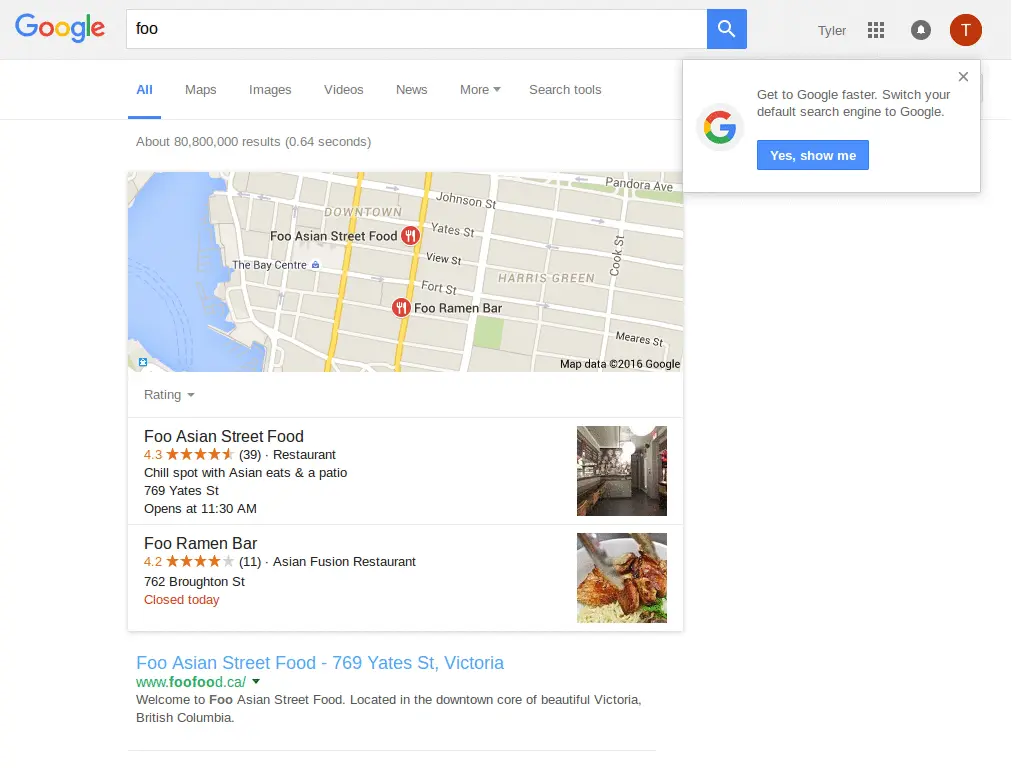 Google
foo
Tyler
T
All Maps Images Videos News More Search tools
Get to Google faster. Switch your
default search engine to Google.
Yes, show me
About 80,800,000 results (0.64 seconds)
Pandora Ave
Johnson St
DOWNTOWN
Yates St
Foo Asian Street Food
View St
Cook St
The Bay Centre
HARRIS GREEN
Fort St
Foo Ramen Bar
Meares St
Map data ©2016 Google
Rating
Foo Asian Street Food
4.3 ★★★★★ (39) · Restaurant
Chill spot with Asian eats & a patio
769 Yates St
Opens at 11:30 AM
Foo Ramen Bar
4.2 ★★★★★ (11) · Asian Fusion Restaurant
762 Broughton St
Closed today
Foo Asian Street Food - 769 Yates St, Victoria
www.foofood.ca/
Welcome to Foo Asian Street Food. Located in the downtown core of beautiful Victoria,
British Columbia.